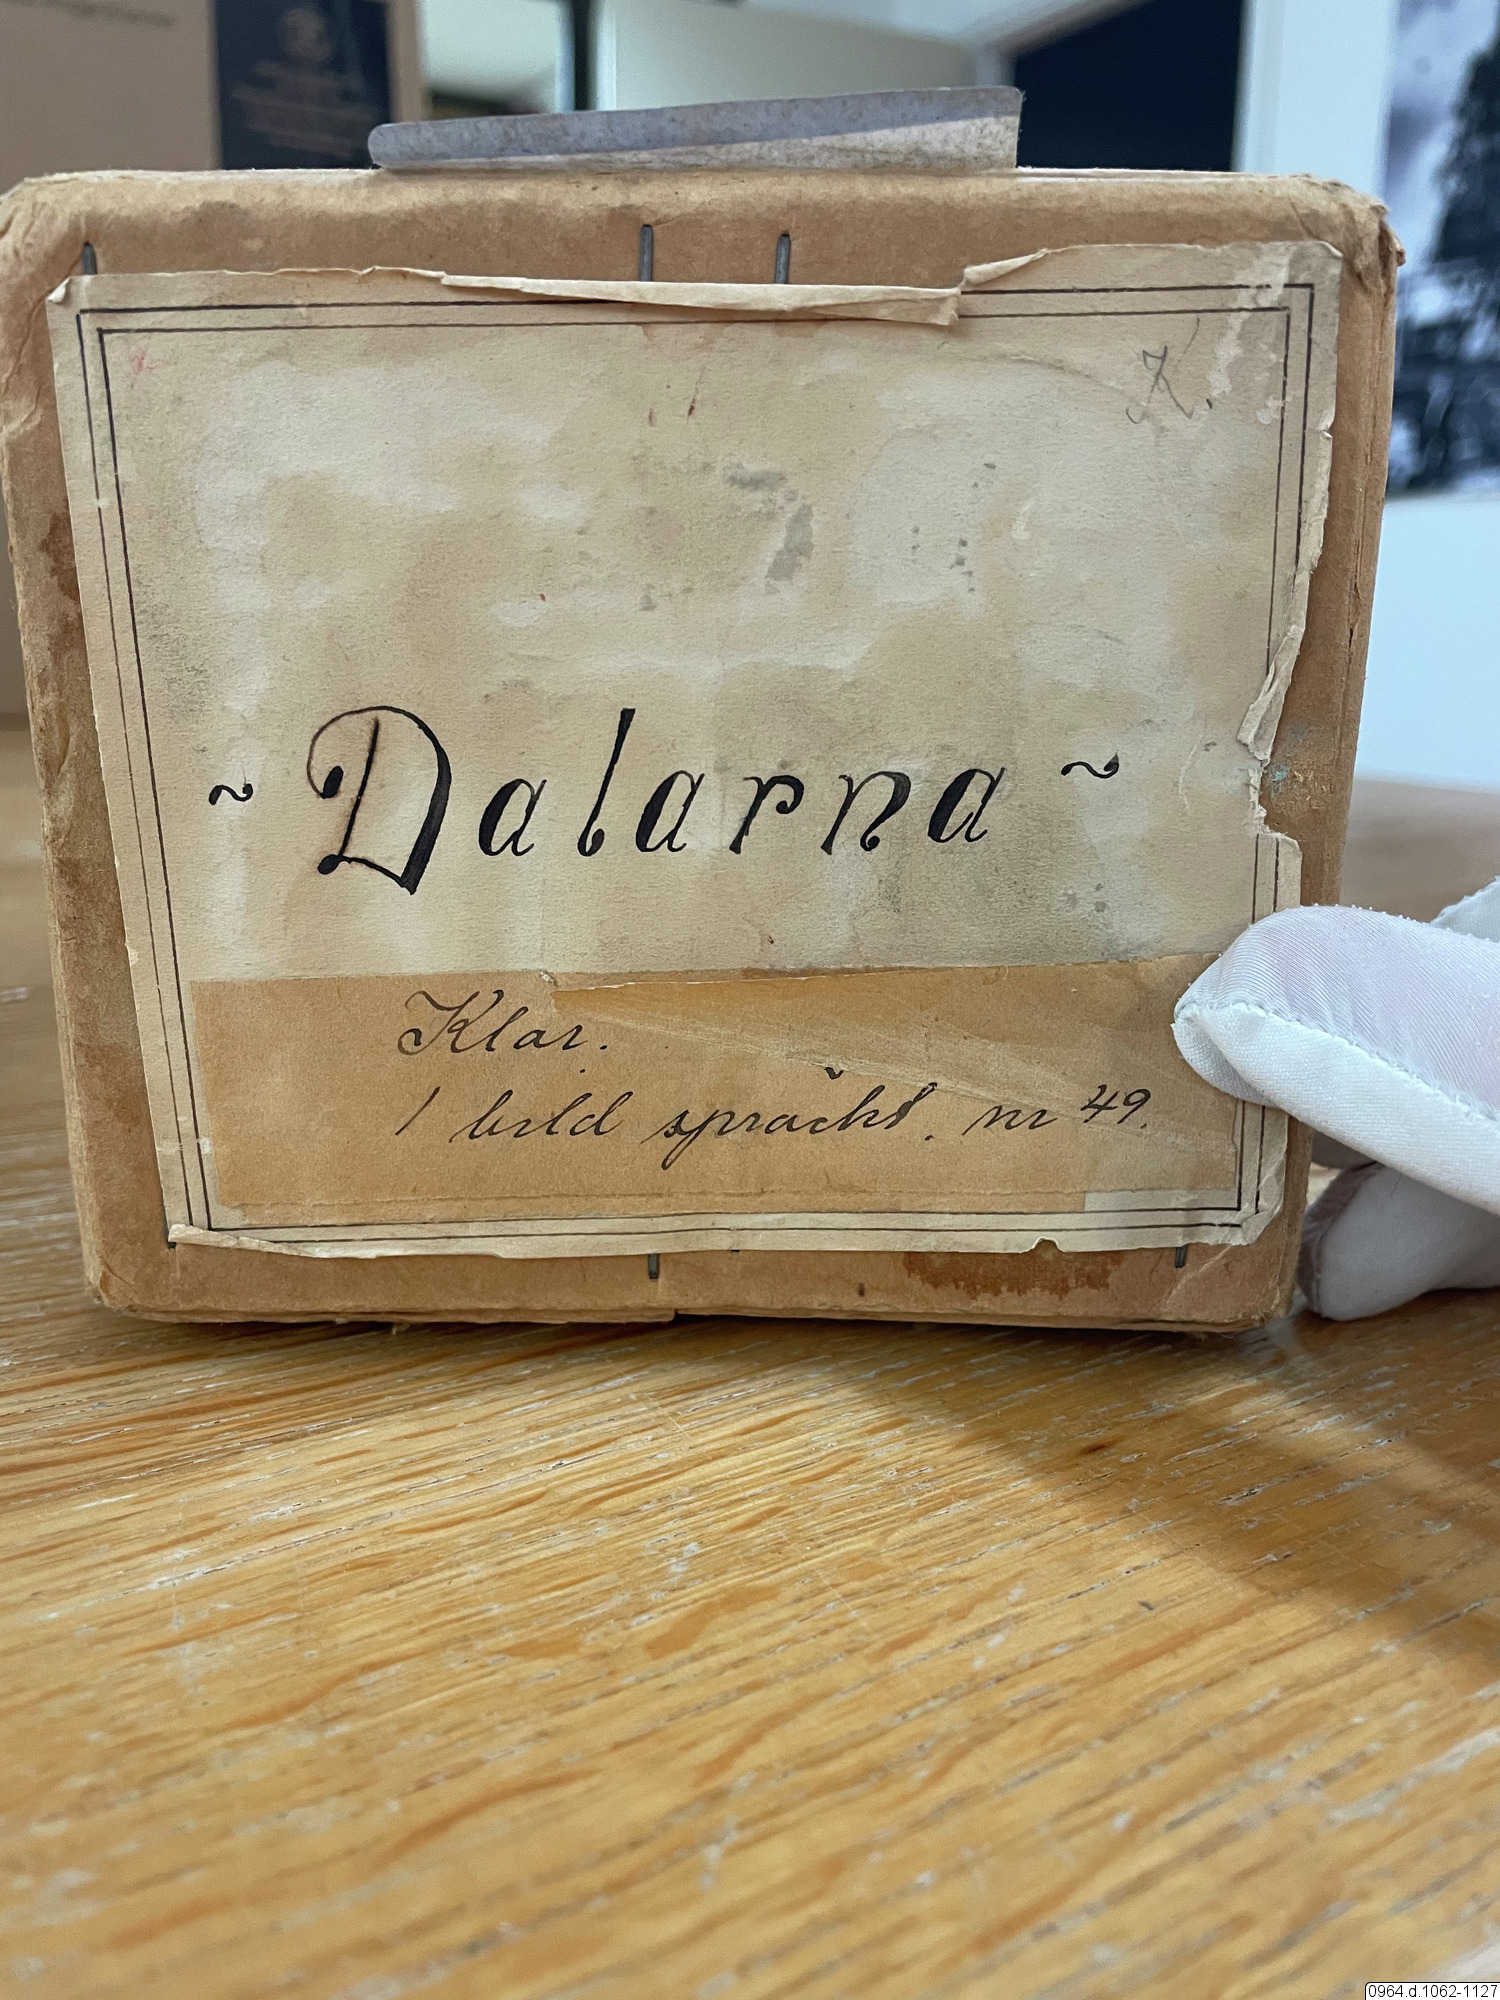 K.
~ Dalarna ~
Klar.
1 bild spräckt. nr 49.
0964.d.1062-1127